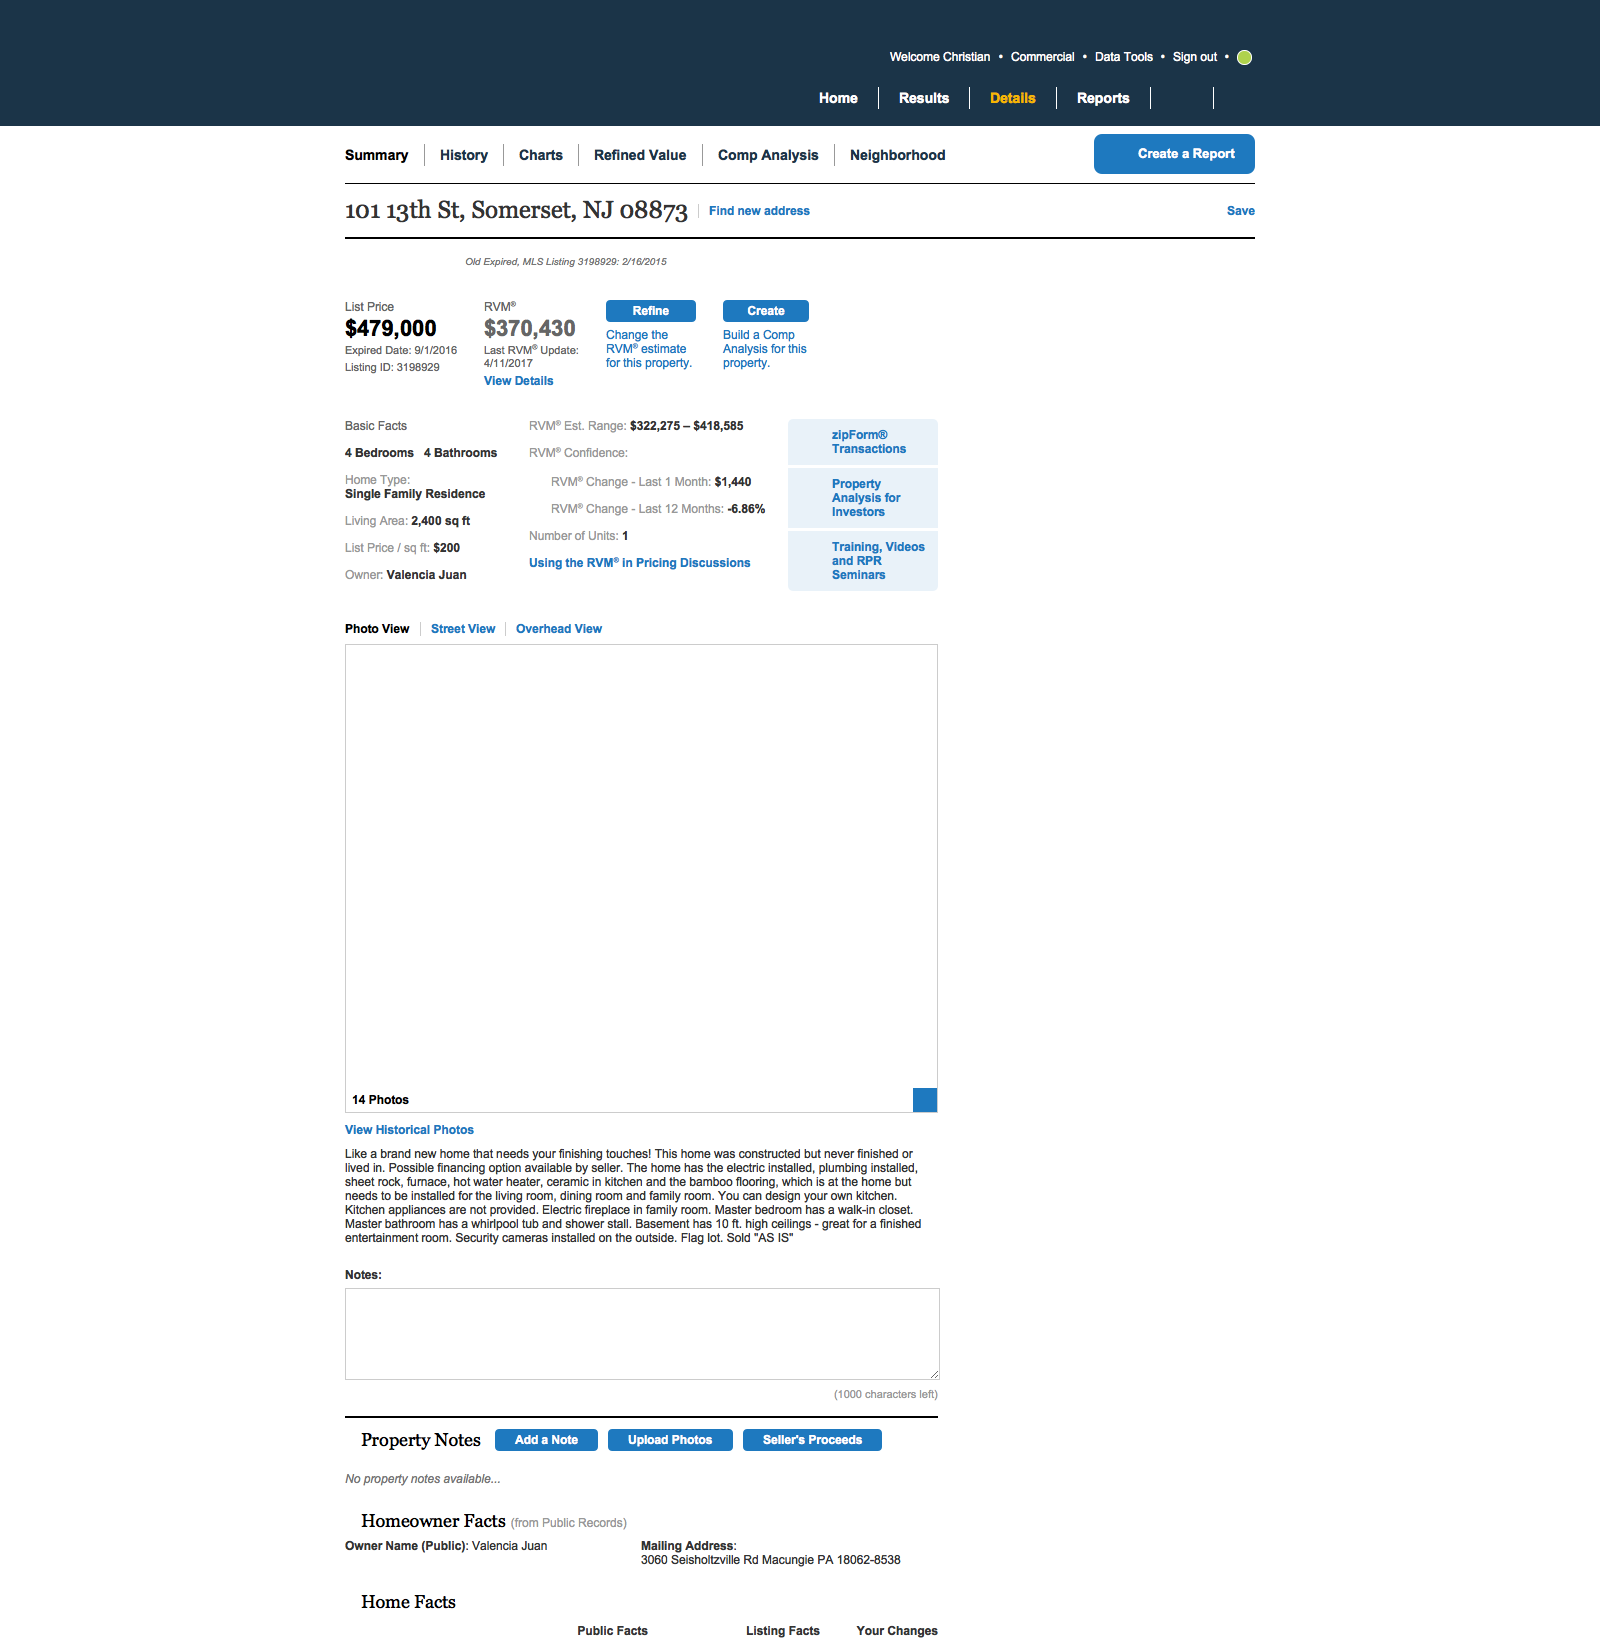 Welcome Christian • Commercial • Data Tools • Sign out •
Home Results Details Reports
Summary History Charts Refined Value Comp Analysis Neighborhood Create a Report
101 13th St, Somerset, NJ 08873 Find new address Save
Old Expired, MLS Listing 3198929: 2/16/2015
List Price
$479,000
Expired Date: 9/1/2016
Listing ID: 3198929
RVM®
$370,430
Last RVM® Update:
4/11/2017
View Details
Refine
Change the
RVM® estimate
for this property.
Create
Build a Comp
Analysis for this
property.
Basic Facts
4 Bedrooms 4 Bathrooms
Home Type:
Single Family Residence
Living Area: 2,400 sq ft
List Price / sq ft: $200
Owner: Valencia Juan
RVM® Est. Range: $322,275 – $418,585
RVM® Confidence:
RVM® Change - Last 1 Month: $1,440
RVM® Change - Last 12 Months: -6.86%
Number of Units: 1
Using the RVM® in Pricing Discussions
zipForm®
Transactions
Property
Analysis for
Investors
Training, Videos
and RPR
Seminars
Photo View Street View Overhead View
14 Photos
View Historical Photos
Like a brand new home that needs your finishing touches! This home was constructed but never finished or
lived in. Possible financing option available by seller. The home has the electric installed, plumbing installed,
sheet rock, furnace, hot water heater, ceramic in kitchen and the bamboo flooring, which is at the home but
needs to be installed for the living room, dining room and family room. You can design your own kitchen.
Kitchen appliances are not provided. Electric fireplace in family room. Master bedroom has a walk-in closet.
Master bathroom has a whirlpool tub and shower stall. Basement has 10 ft. high ceilings - great for a finished
entertainment room. Security cameras installed on the outside. Flag lot. Sold "AS IS"
Notes:
(1000 characters left)
Property Notes Add a Note Upload Photos Seller's Proceeds
No property notes available...
Homeowner Facts (from Public Records)
Owner Name (Public): Valencia Juan
Mailing Address:
3060 Seisholtzville Rd Macungie PA 18062-8538
Home Facts
Public Facts Listing Facts Your Changes